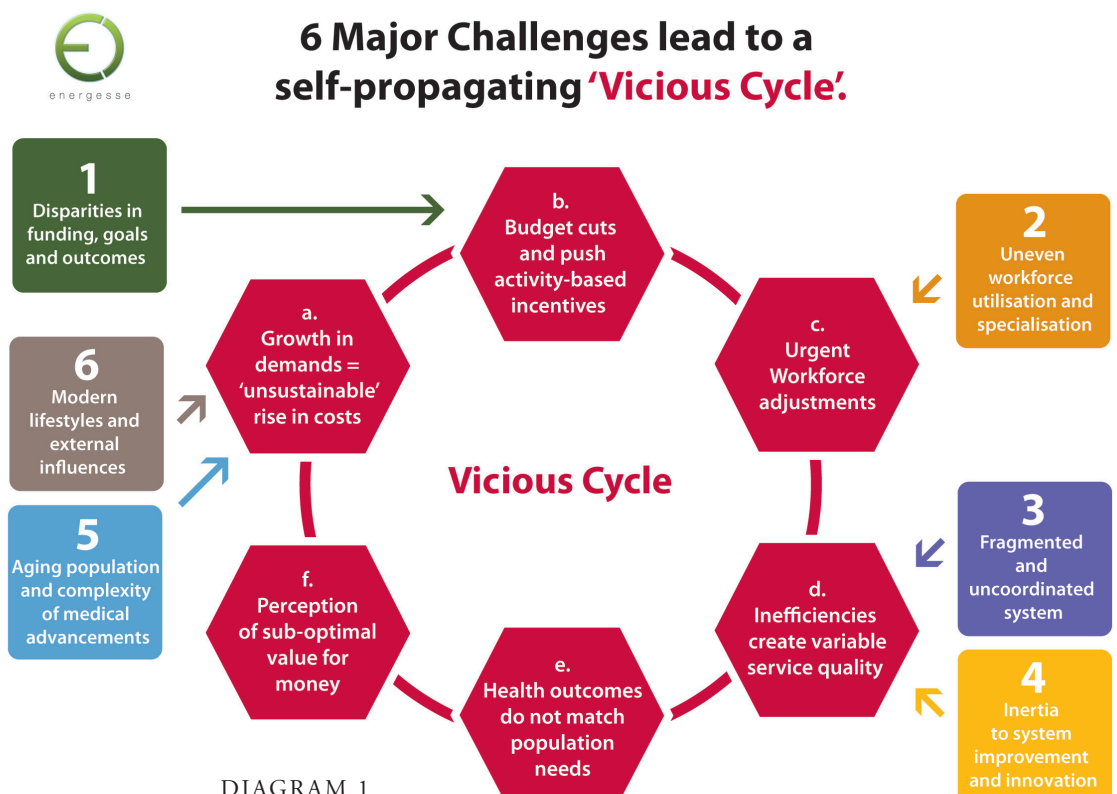 energesse
6 Major Challenges lead to a
self-propagating ‘Vicious Cycle’.
1
Disparities in
funding, goals
and outcomes
b.
Budget cuts
and push
activity-based
incentives
2
Uneven
workforce
utilisation and
specialisation
a.
Growth in
demands =
‘unsustainable’
rise in costs
c.
Urgent
Workforce
adjustments
6
Modern
lifestyles and
external
influences
Vicious Cycle
5
Aging population
and complexity
of medical
advancements
3
Fragmented
and
uncoordinated
system
f.
Perception
of sub-optimal
value for
money
d.
Inefficiencies
create variable
service quality
e.
Health outcomes
do not match
population
needs
4
Inertia
to system
improvement
and innovation
DIAGRAM 1